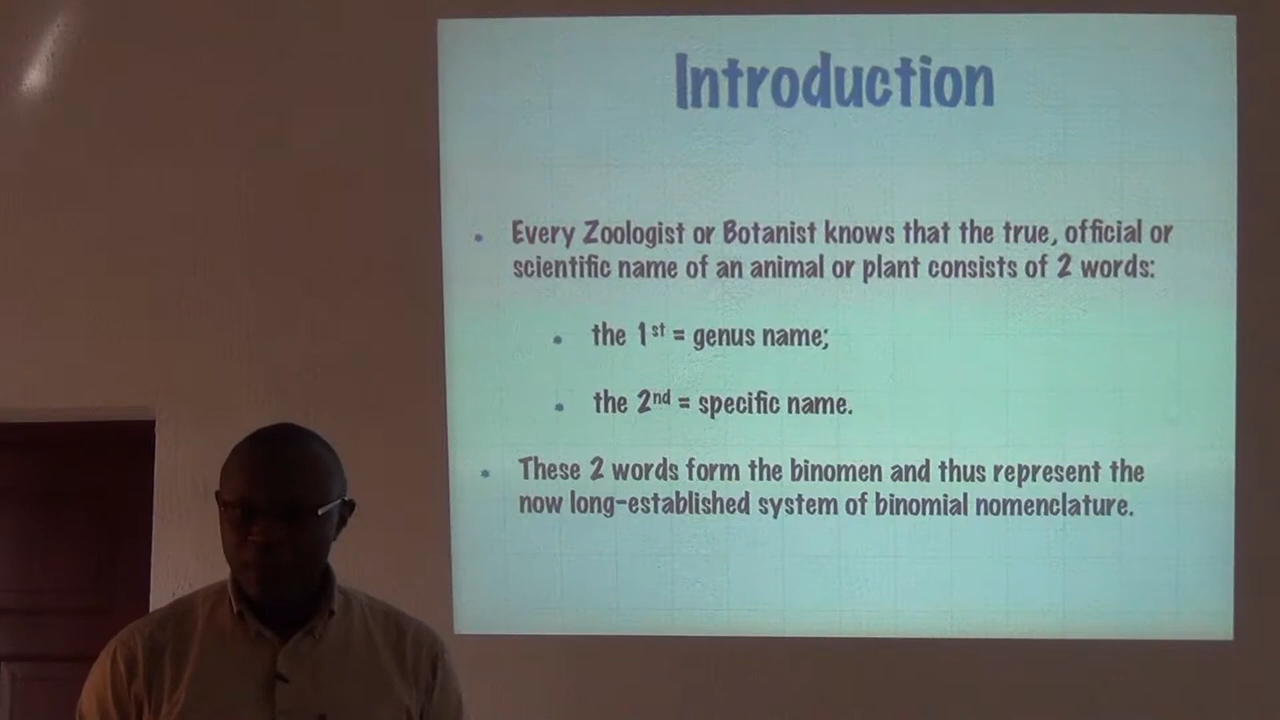 Introduction
• Every Zoologist or Botanist knows that the true, official or
scientific name of an animal or plant consists of 2 words:
• the 1st = genus name;
• the 2nd = specific name.
• These 2 words form the binomen and thus represent the
now long-established system of binomial nomenclature.